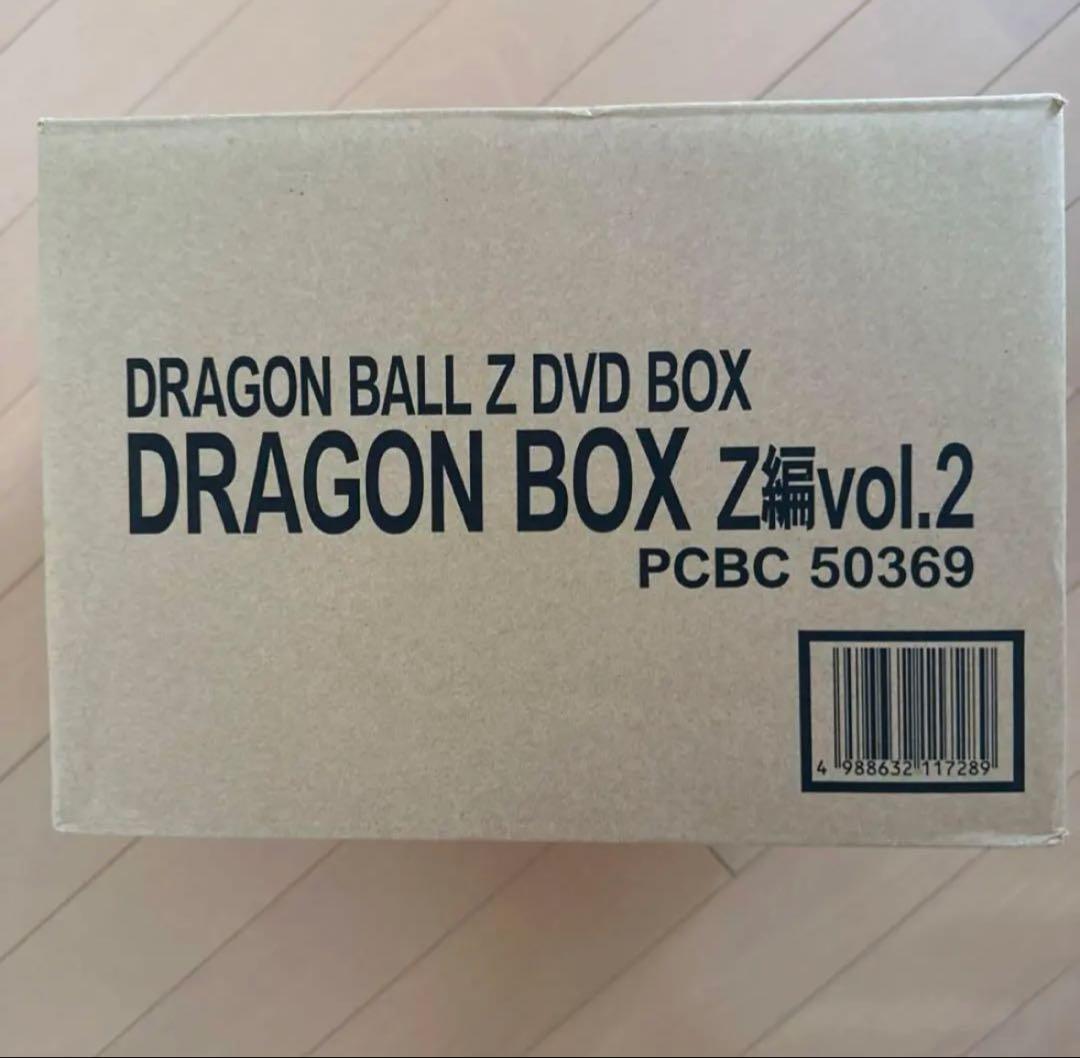 DRAGON BALL Z DVD BOX
DRAGON BOX Z編vol.2
PCBC 50369
4 988632 117289